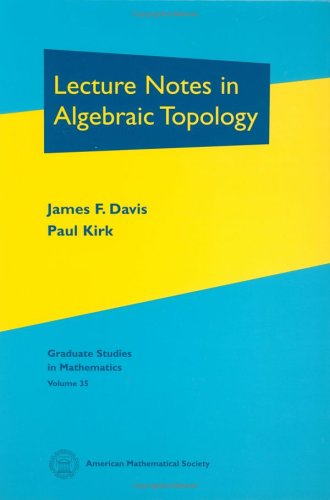 Lecture Notes in
Algebraic Topology
James F. Davis
Paul Kirk
Graduate Studies
in Mathematics
Volume 35
American Mathematical Society